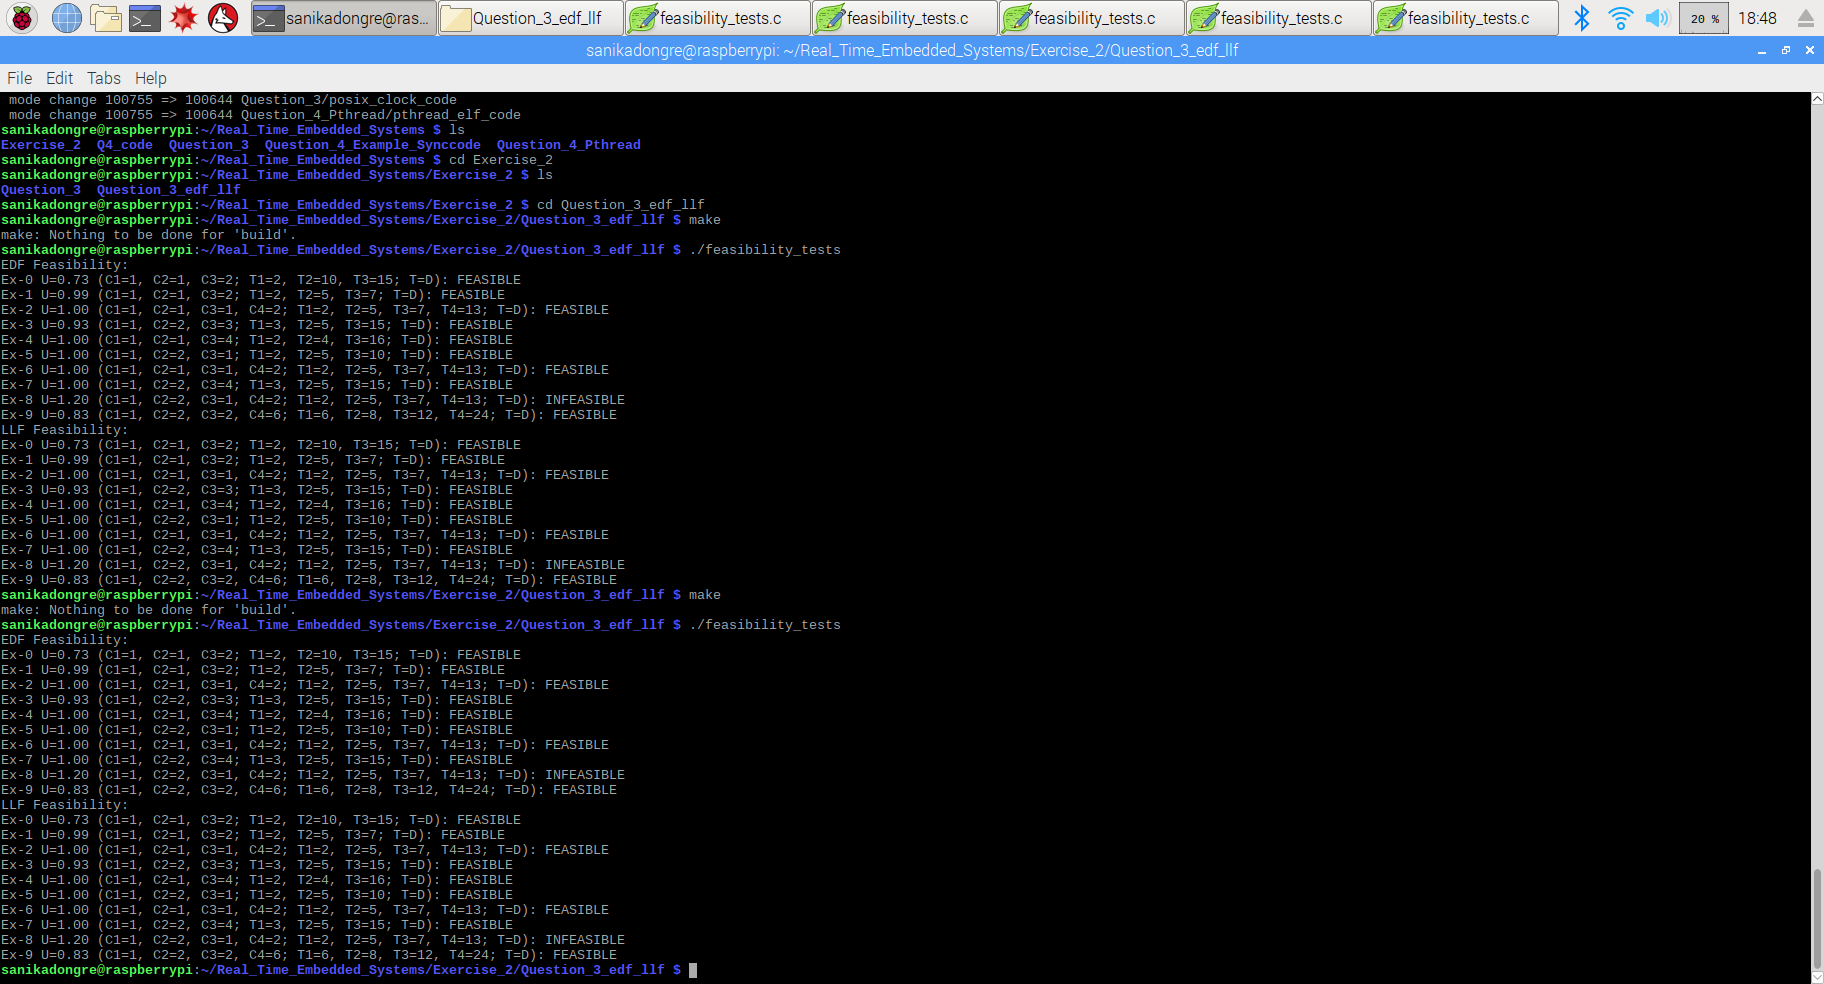 sanikadongre@ras... Question_3_edf_llf feasibility_tests.c feasibility_tests.c feasibility_tests.c feasibility_tests.c feasibility_tests.c 20 % 18:48
sanikadongre@raspberrypi: ~/Real_Time_Embedded_Systems/Exercise_2/Question_3_edf_llf
File Edit Tabs Help
 mode change 100755 => 100644 Question_3/posix_clock_code
 mode change 100755 => 100644 Question_4_Pthread/pthread_elf_code
sanikadongre@raspberrypi:~/Real_Time_Embedded_Systems $ ls
Exercise_2  Q4_code  Question_3  Question_4_Example_Synccode  Question_4_Pthread
sanikadongre@raspberrypi:~/Real_Time_Embedded_Systems $ cd Exercise_2
sanikadongre@raspberrypi:~/Real_Time_Embedded_Systems/Exercise_2 $ ls
Question_3  Question_3_edf_llf
sanikadongre@raspberrypi:~/Real_Time_Embedded_Systems/Exercise_2 $ cd Question_3_edf_llf
sanikadongre@raspberrypi:~/Real_Time_Embedded_Systems/Exercise_2/Question_3_edf_llf $ make
make: Nothing to be done for 'build'.
sanikadongre@raspberrypi:~/Real_Time_Embedded_Systems/Exercise_2/Question_3_edf_llf $ ./feasibility_tests
EDF Feasibility:
Ex-0 U=0.73 (C1=1, C2=1, C3=2; T1=2, T2=10, T3=15; T=D): FEASIBLE
Ex-1 U=0.99 (C1=1, C2=1, C3=2; T1=2, T2=5, T3=7; T=D): FEASIBLE
Ex-2 U=1.00 (C1=1, C2=1, C3=1, C4=2; T1=2, T2=5, T3=7, T4=13; T=D): FEASIBLE
Ex-3 U=0.93 (C1=1, C2=2, C3=3; T1=3, T2=5, T3=15; T=D): FEASIBLE
Ex-4 U=1.00 (C1=1, C2=1, C3=4; T1=2, T2=4, T3=16; T=D): FEASIBLE
Ex-5 U=1.00 (C1=1, C2=2, C3=1; T1=2, T2=5, T3=10; T=D): FEASIBLE
Ex-6 U=1.00 (C1=1, C2=1, C3=1, C4=2; T1=2, T2=5, T3=7, T4=13; T=D): FEASIBLE
Ex-7 U=1.00 (C1=1, C2=2, C3=4; T1=3, T2=5, T3=15; T=D): FEASIBLE
Ex-8 U=1.20 (C1=1, C2=2, C3=1, C4=2; T1=2, T2=5, T3=7, T4=13; T=D): INFEASIBLE
Ex-9 U=0.83 (C1=1, C2=2, C3=2, C4=6; T1=6, T2=8, T3=12, T4=24; T=D): FEASIBLE
LLF Feasibility:
Ex-0 U=0.73 (C1=1, C2=1, C3=2; T1=2, T2=10, T3=15; T=D): FEASIBLE
Ex-1 U=0.99 (C1=1, C2=1, C3=2; T1=2, T2=5, T3=7; T=D): FEASIBLE
Ex-2 U=1.00 (C1=1, C2=1, C3=1, C4=2; T1=2, T2=5, T3=7, T4=13; T=D): FEASIBLE
Ex-3 U=0.93 (C1=1, C2=2, C3=3; T1=3, T2=5, T3=15; T=D): FEASIBLE
Ex-4 U=1.00 (C1=1, C2=1, C3=4; T1=2, T2=4, T3=16; T=D): FEASIBLE
Ex-5 U=1.00 (C1=1, C2=2, C3=1; T1=2, T2=5, T3=10; T=D): FEASIBLE
Ex-6 U=1.00 (C1=1, C2=1, C3=1, C4=2; T1=2, T2=5, T3=7, T4=13; T=D): FEASIBLE
Ex-7 U=1.00 (C1=1, C2=2, C3=4; T1=3, T2=5, T3=15; T=D): FEASIBLE
Ex-8 U=1.20 (C1=1, C2=2, C3=1, C4=2; T1=2, T2=5, T3=7, T4=13; T=D): INFEASIBLE
Ex-9 U=0.83 (C1=1, C2=2, C3=2, C4=6; T1=6, T2=8, T3=12, T4=24; T=D): FEASIBLE
sanikadongre@raspberrypi:~/Real_Time_Embedded_Systems/Exercise_2/Question_3_edf_llf $ make
make: Nothing to be done for 'build'.
sanikadongre@raspberrypi:~/Real_Time_Embedded_Systems/Exercise_2/Question_3_edf_llf $ ./feasibility_tests
EDF Feasibility:
Ex-0 U=0.73 (C1=1, C2=1, C3=2; T1=2, T2=10, T3=15; T=D): FEASIBLE
Ex-1 U=0.99 (C1=1, C2=1, C3=2; T1=2, T2=5, T3=7; T=D): FEASIBLE
Ex-2 U=1.00 (C1=1, C2=1, C3=1, C4=2; T1=2, T2=5, T3=7, T4=13; T=D): FEASIBLE
Ex-3 U=0.93 (C1=1, C2=2, C3=3; T1=3, T2=5, T3=15; T=D): FEASIBLE
Ex-4 U=1.00 (C1=1, C2=1, C3=4; T1=2, T2=4, T3=16; T=D): FEASIBLE
Ex-5 U=1.00 (C1=1, C2=2, C3=1; T1=2, T2=5, T3=10; T=D): FEASIBLE
Ex-6 U=1.00 (C1=1, C2=1, C3=1, C4=2; T1=2, T2=5, T3=7, T4=13; T=D): FEASIBLE
Ex-7 U=1.00 (C1=1, C2=2, C3=4; T1=3, T2=5, T3=15; T=D): FEASIBLE
Ex-8 U=1.20 (C1=1, C2=2, C3=1, C4=2; T1=2, T2=5, T3=7, T4=13; T=D): INFEASIBLE
Ex-9 U=0.83 (C1=1, C2=2, C3=2, C4=6; T1=6, T2=8, T3=12, T4=24; T=D): FEASIBLE
LLF Feasibility:
Ex-0 U=0.73 (C1=1, C2=1, C3=2; T1=2, T2=10, T3=15; T=D): FEASIBLE
Ex-1 U=0.99 (C1=1, C2=1, C3=2; T1=2, T2=5, T3=7; T=D): FEASIBLE
Ex-2 U=1.00 (C1=1, C2=1, C3=1, C4=2; T1=2, T2=5, T3=7, T4=13; T=D): FEASIBLE
Ex-3 U=0.93 (C1=1, C2=2, C3=3; T1=3, T2=5, T3=15; T=D): FEASIBLE
Ex-4 U=1.00 (C1=1, C2=1, C3=4; T1=2, T2=4, T3=16; T=D): FEASIBLE
Ex-5 U=1.00 (C1=1, C2=2, C3=1; T1=2, T2=5, T3=10; T=D): FEASIBLE
Ex-6 U=1.00 (C1=1, C2=1, C3=1, C4=2; T1=2, T2=5, T3=7, T4=13; T=D): FEASIBLE
Ex-7 U=1.00 (C1=1, C2=2, C3=4; T1=3, T2=5, T3=15; T=D): FEASIBLE
Ex-8 U=1.20 (C1=1, C2=2, C3=1, C4=2; T1=2, T2=5, T3=7, T4=13; T=D): INFEASIBLE
Ex-9 U=0.83 (C1=1, C2=2, C3=2, C4=6; T1=6, T2=8, T3=12, T4=24; T=D): FEASIBLE
sanikadongre@raspberrypi:~/Real_Time_Embedded_Systems/Exercise_2/Question_3_edf_llf $